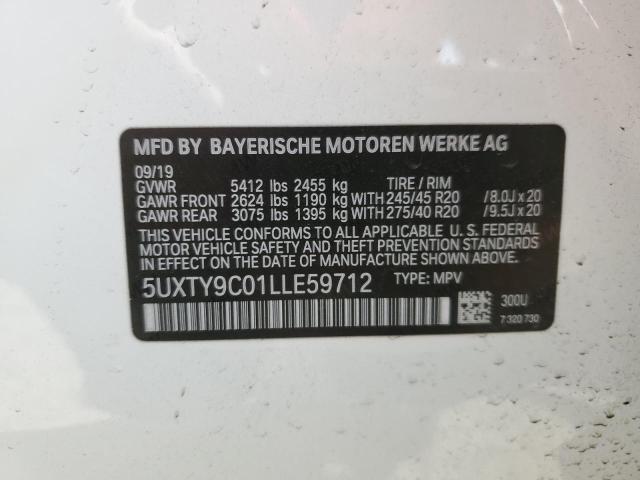 MFD BY BAYERISCHE MOTOREN WERKE AG
09/19
GVWR 5412 lbs 2455 kg TIRE / RIM
GAWR FRONT 2624 lbs 1190 kg WITH 245/45 R20 /8.0J x 20
GAWR REAR 3075 lbs 1395 kg WITH 275/40 R20 /9.5J x 20
THIS VEHICLE CONFORMS TO ALL APPLICABLE U. S. FEDERAL
MOTOR VEHICLE SAFETY AND THEFT PREVENTION STANDARDS
IN EFFECT ON THE DATE OF MANUFACTURE SHOWN ABOVE.
5UXTY9C01LLE59712 TYPE: MPV
300U
7 320 730